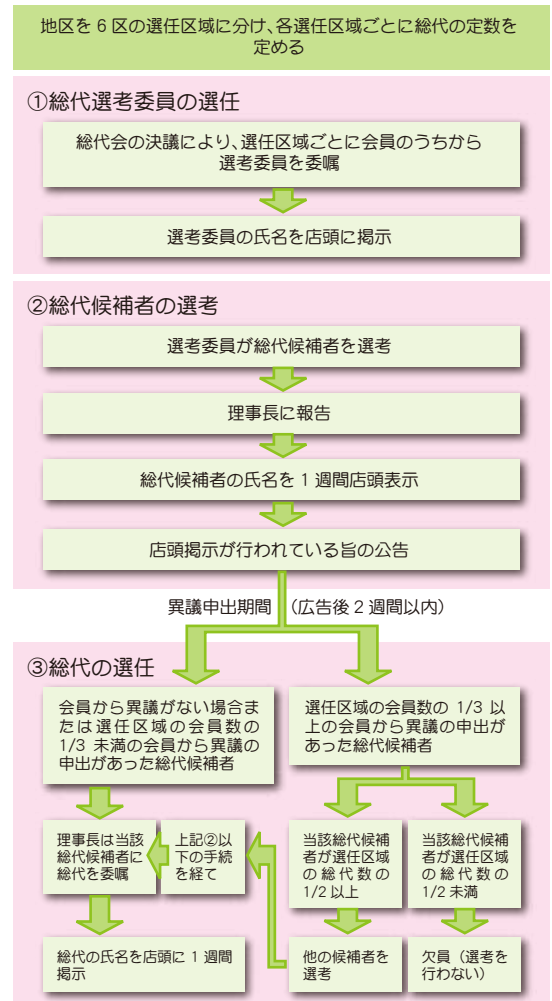 地区を 6 区の選任区域に分け、各選任区域ごとに総代の定数を
定める
①総代選考委員の選任
総代会の決議により、選任区域ごとに会員のうちから
選考委員を委嘱
選考委員の氏名を店頭に掲示
②総代候補者の選考
選考委員が総代候補者を選考
理事長に報告
総代候補者の氏名を 1 週間店頭表示
店頭掲示が行われている旨の公告
異議申出期間 (広告後 2 週間以内)
③総代の選任
会員から異議がない場合ま
たは選任区域の会員数の
1/3 未満の会員から異議の
申出があった総代候補者
選任区域の会員数の 1/3 以
上の会員から異議の申出が
あった総代候補者
理事長は当該
総代候補者に
総代を委嘱
上記②以
下の手続
を経て
当該総代候補
者が選任区域
の総代数の
1/2 以上
当該総代候補
者が選任区域
の総代数の
1/2 未満
総代の氏名を店頭に 1 週間
掲示
他の候補者を
選考
欠員（選考を
行わない）